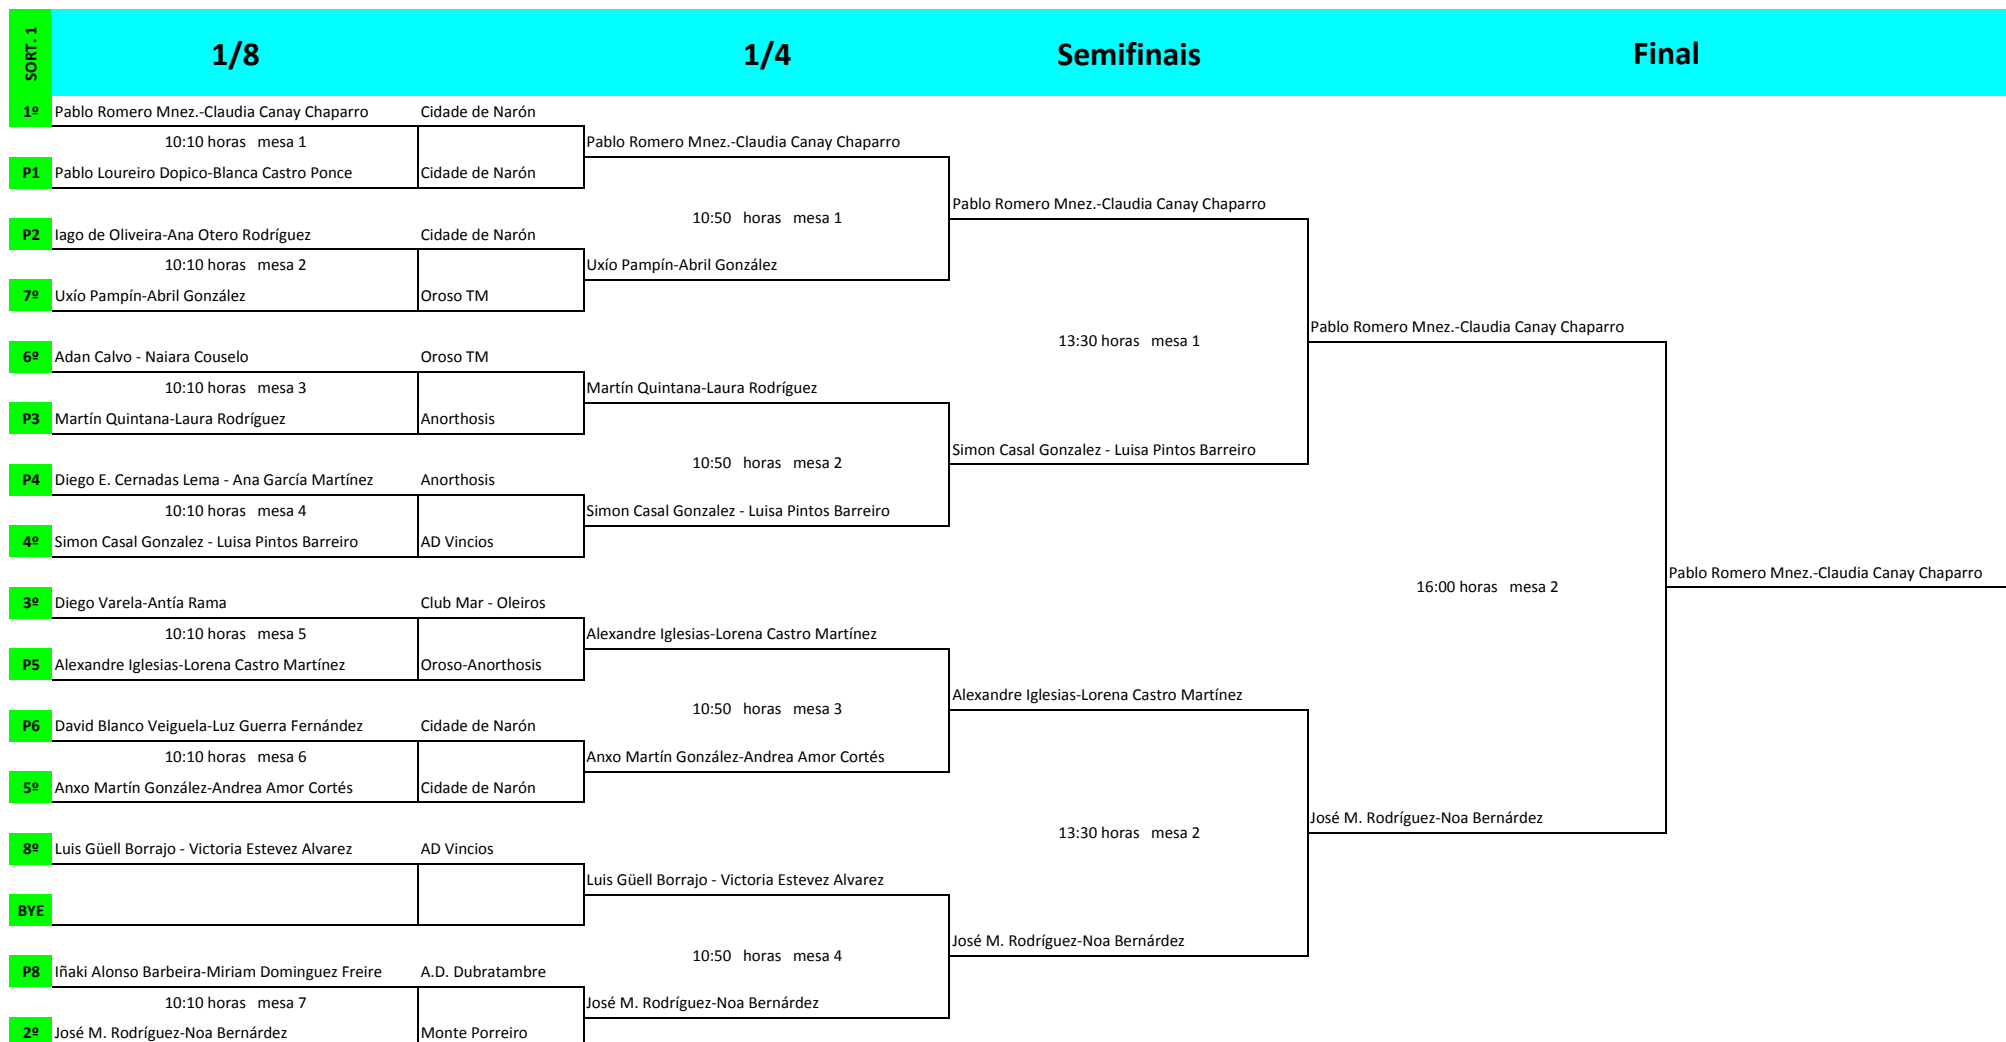 SORT. 1
1/8 1/4 Semifinais Final
1º Pablo Romero Mnez.-Claudia Canay Chaparro Cidade de Narón
10:10 horas mesa 1 Pablo Romero Mnez.-Claudia Canay Chaparro
P1 Pablo Loureiro Dopico-Blanca Castro Ponce Cidade de Narón
Pablo Romero Mnez.-Claudia Canay Chaparro
10:50 horas mesa 1
P2 Iago de Oliveira-Ana Otero Rodríguez Cidade de Narón
10:10 horas mesa 2 Uxío Pampín-Abril González
7º Uxío Pampín-Abril González Oroso TM
Pablo Romero Mnez.-Claudia Canay Chaparro
13:30 horas mesa 1
6º Adan Calvo - Naiara Couselo Oroso TM
10:10 horas mesa 3 Martín Quintana-Laura Rodríguez
P3 Martín Quintana-Laura Rodríguez Anorthosis
Simon Casal Gonzalez - Luisa Pintos Barreiro
10:50 horas mesa 2
P4 Diego E. Cernadas Lema - Ana García Martínez Anorthosis
10:10 horas mesa 4 Simon Casal Gonzalez - Luisa Pintos Barreiro
4º Simon Casal Gonzalez - Luisa Pintos Barreiro AD Vincios
Pablo Romero Mnez.-Claudia Canay Chaparro
16:00 horas mesa 2
3º Diego Varela-Antía Rama Club Mar - Oleiros
10:10 horas mesa 5 Alexandre Iglesias-Lorena Castro Martínez
P5 Alexandre Iglesias-Lorena Castro Martínez Oroso-Anorthosis
Alexandre Iglesias-Lorena Castro Martínez
10:50 horas mesa 3
P6 David Blanco Veiguela-Luz Guerra Fernández Cidade de Narón
10:10 horas mesa 6 Anxo Martín González-Andrea Amor Cortés
5º Anxo Martín González-Andrea Amor Cortés Cidade de Narón
José M. Rodríguez-Noa Bernárdez
13:30 horas mesa 2
8º Luis Güell Borrajo - Victoria Estevez Alvarez AD Vincios
Luis Güell Borrajo - Victoria Estevez Alvarez
BYE
José M. Rodríguez-Noa Bernárdez
10:50 horas mesa 4
P8 Iñaki Alonso Barbeira-Miriam Dominguez Freire A.D. Dubratambre
10:10 horas mesa 7 José M. Rodríguez-Noa Bernárdez
2º José M. Rodríguez-Noa Bernárdez Monte Porreiro